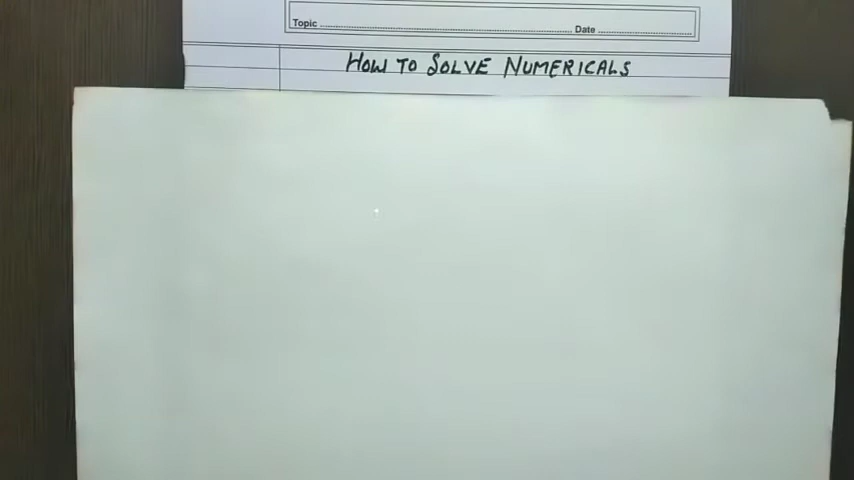 Topic ........................ Date ............
HOW TO SOLVE NUMERICALS